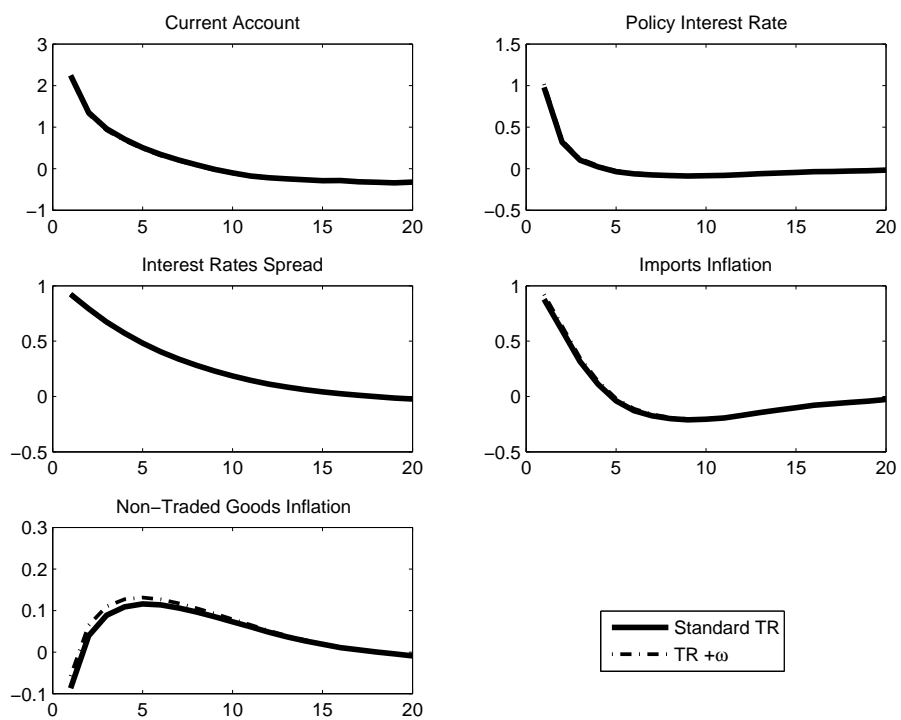 Current Account
3
2
1
0
−1
0 5 10 15 20
Policy Interest Rate
1.5
1
0.5
0
−0.5
0 5 10 15 20
Interest Rates Spread
1
0.5
0
−0.5
0 5 10 15 20
Imports Inflation
1
0.5
0
−0.5
0 5 10 15 20
Non−Traded Goods Inflation
0.3
0.2
0.1
0
−0.1
0 5 10 15 20
Standard TR
TR +ω